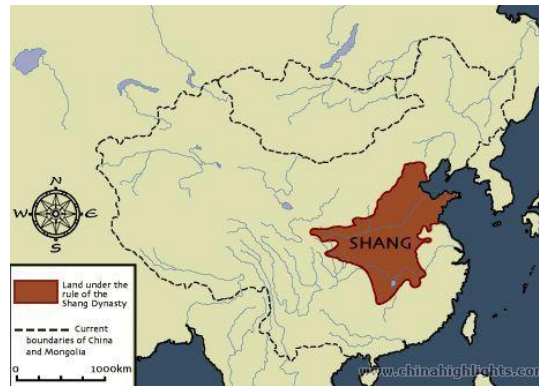 N
W E
S
SHANG
Land under the
rule of the
Shang Dynasty
Current
boundaries of China
and Mongolia
0 1000km
www.chinahighlights.com